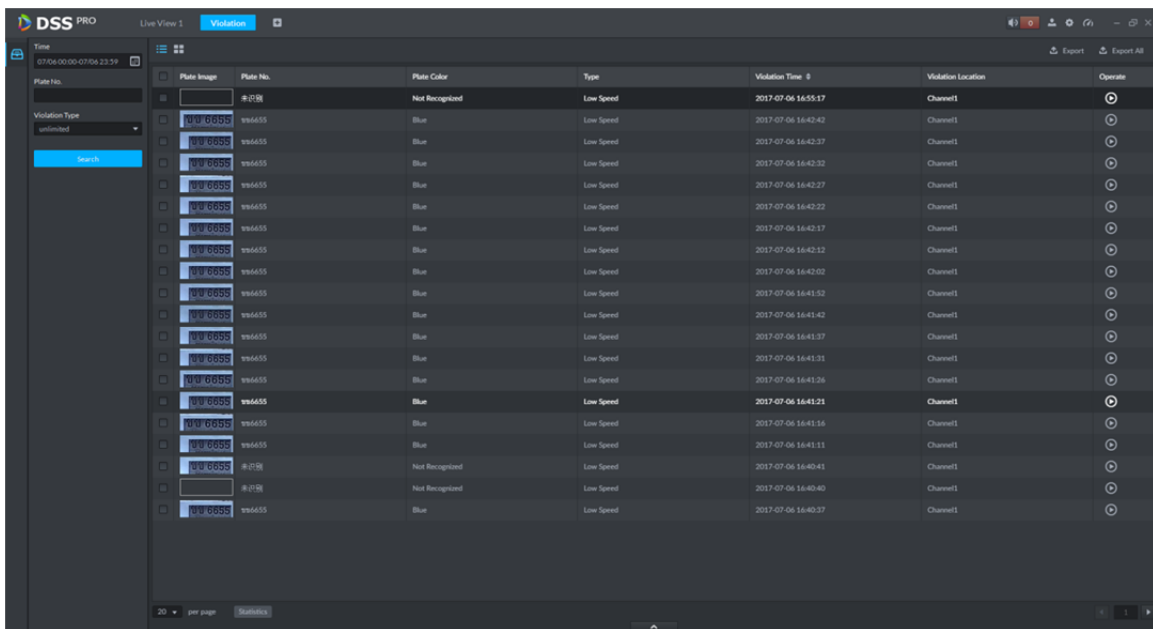 DSS PRO Live View 1 Violation 0
Time
07/06 00:00-07/06 23:59
Plate No.
Violation Type
unlimited
Search
Export Export All
Plate Image Plate No. Plate Color Type Violation Time Violation Location Operate
未识别 Not Recognized Low Speed 2017-07-06 16:55:17 Channel1
Blue Low Speed 2017-07-06 16:42:42 Channel1
Blue Low Speed 2017-07-06 16:42:37 Channel1
Blue Low Speed 2017-07-06 16:42:32 Channel1
Blue Low Speed 2017-07-06 16:42:27 Channel1
Blue Low Speed 2017-07-06 16:42:22 Channel1
Blue Low Speed 2017-07-06 16:42:17 Channel1
Blue Low Speed 2017-07-06 16:42:12 Channel1
Blue Low Speed 2017-07-06 16:42:02 Channel1
Blue Low Speed 2017-07-06 16:41:52 Channel1
Blue Low Speed 2017-07-06 16:41:42 Channel1
Blue Low Speed 2017-07-06 16:41:37 Channel1
Blue Low Speed 2017-07-06 16:41:31 Channel1
Blue Low Speed 2017-07-06 16:41:26 Channel1
Blue Low Speed 2017-07-06 16:41:21 Channel1
Blue Low Speed 2017-07-06 16:41:16 Channel1
Blue Low Speed 2017-07-06 16:41:11 Channel1
未识别 Not Recognized Low Speed 2017-07-06 16:40:41 Channel1
未识别 Not Recognized Low Speed 2017-07-06 16:40:40 Channel1
Blue Low Speed 2017-07-06 16:40:37 Channel1
20 per page Statistics 1